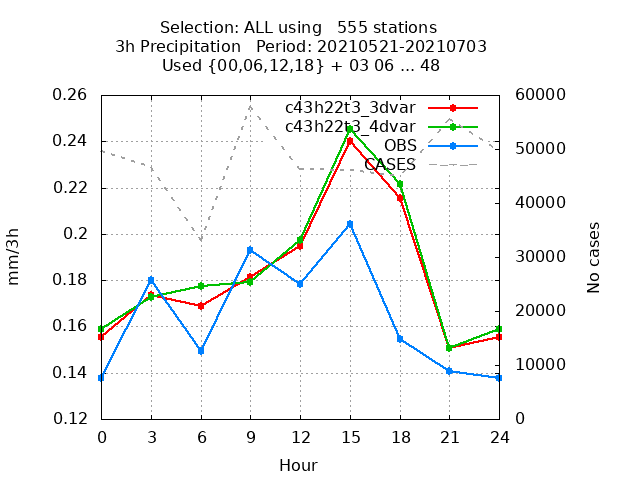 Selection: ALL using   555 stations
3h Precipitation   Period: 20210521-20210703
Used {00,06,12,18} + 03 06 ... 48
0.26
0.24
0.22
0.2
0.18
0.16
0.14
0.12
mm/3h
c43h22t3_3dvar
c43h22t3_4dvar
OBS
CASES
60000
50000
40000
30000
20000
10000
0
No cases
0 3 6 9 12 15 18 21 24
Hour